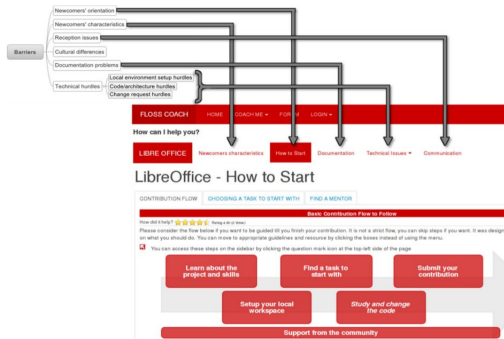 Newcomers' orientation
Newcomers' characteristics
Reception issues
Barriers
Cultural differences
Documentation problems
Technical hurdles
Local environment setup hurdles
Code/architecture hurdles
Change request hurdles
FLOSS COACH HOME COACH ME FORUM LOGIN
How can I help you?
LIBRE OFFICE Newcomers characteristics How to Start Documentation Technical Issues Communication
LibreOffice - How to Start
CONTRIBUTION FLOW CHOOSING A TASK TO START WITH FIND A MENTOR
Basic Contribution Flow to Follow
How did it help?
Please consider the flow below if you want to be guided till you finish your contribution. It is not a strict flow, you can skip steps if you want. It was design
on what you should do. You can move to appropriate guidelines and resource by clicking the boxes instead of using the menu.
You can access these steps on the sidebar by clicking the question mark icon at the top-left side of the page
Learn about the
project and skills
Find a task to
start with
Submit your
contribution
Setup your local
workspace
Study and change
the code
Support from the community